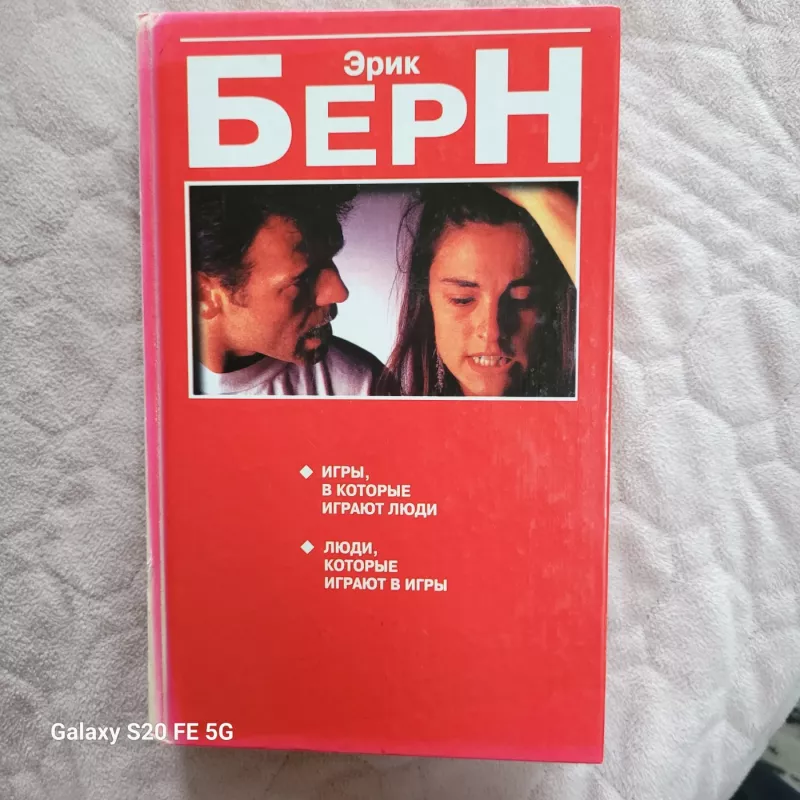 Эрик
БЕРН
◆ ИГРЫ,
В КОТОРЫЕ
ИГРАЮТ ЛЮДИ
◆ ЛЮДИ,
КОТОРЫЕ
ИГРАЮТ В ИГРЫ
Galaxy S20 FE 5G